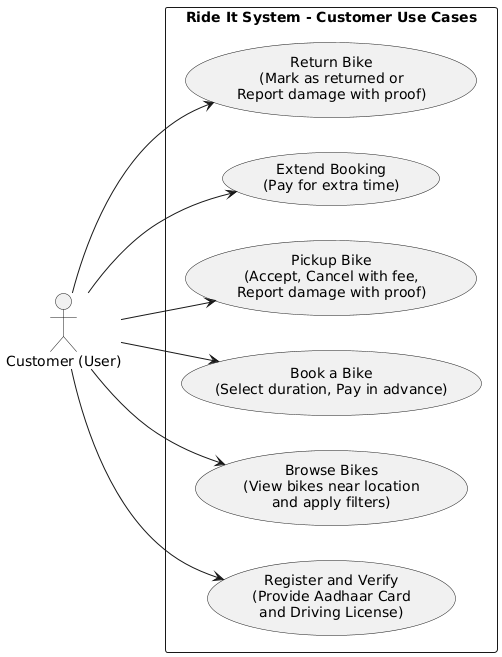 Ride It System - Customer Use Cases
Return Bike
(Mark as returned or
Report damage with proof)
Extend Booking
(Pay for extra time)
Pickup Bike
(Accept, Cancel with fee,
Report damage with proof)
Customer (User)
Book a Bike
(Select duration, Pay in advance)
Browse Bikes
(View bikes near location
and apply filters)
Register and Verify
(Provide Aadhaar Card
and Driving License)